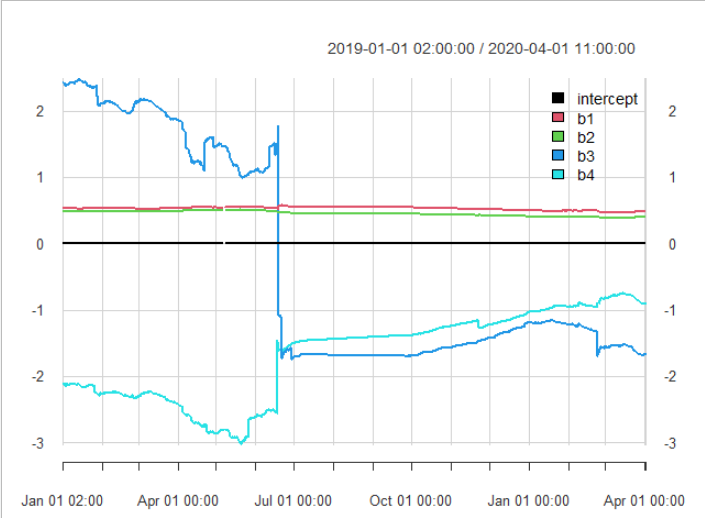 2019-01-01 02:00:00 / 2020-04-01 11:00:00
intercept
b1
b2
b3
b4
2 2
1 1
0 0
-1 -1
-2 -2
-3 -3
Jan 01 02:00 Apr 01 00:00 Jul 01 00:00 Oct 01 00:00 Jan 01 00:00 Apr 01 00:00